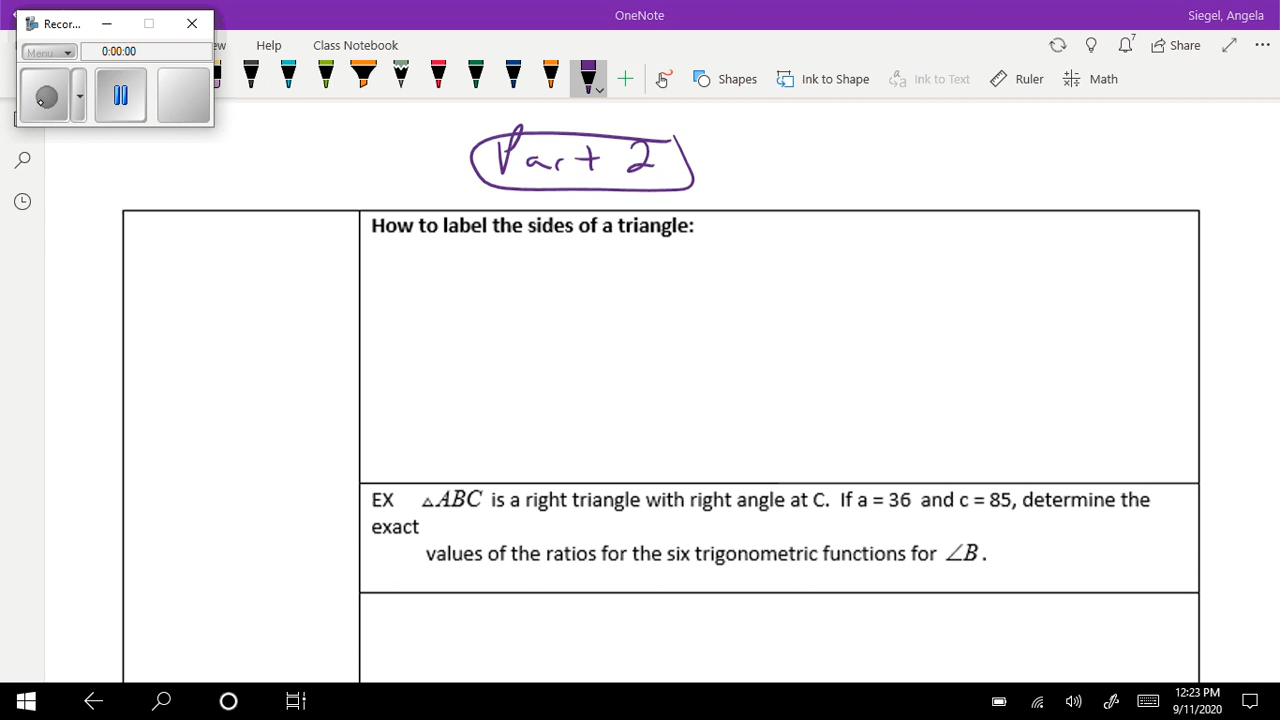 OneNote
Siegel, Angela
Recor...
Menu
0:00:00
Help
Class Notebook
7
Share
Shapes
Ink to Shape
Ink to Text
Ruler
Math
Part 2
How to label the sides of a triangle:
EX △ABC is a right triangle with right angle at C. If a = 36 and c = 85, determine the
exact
values of the ratios for the six trigonometric functions for ∠B.
12:23 PM
9/11/2020